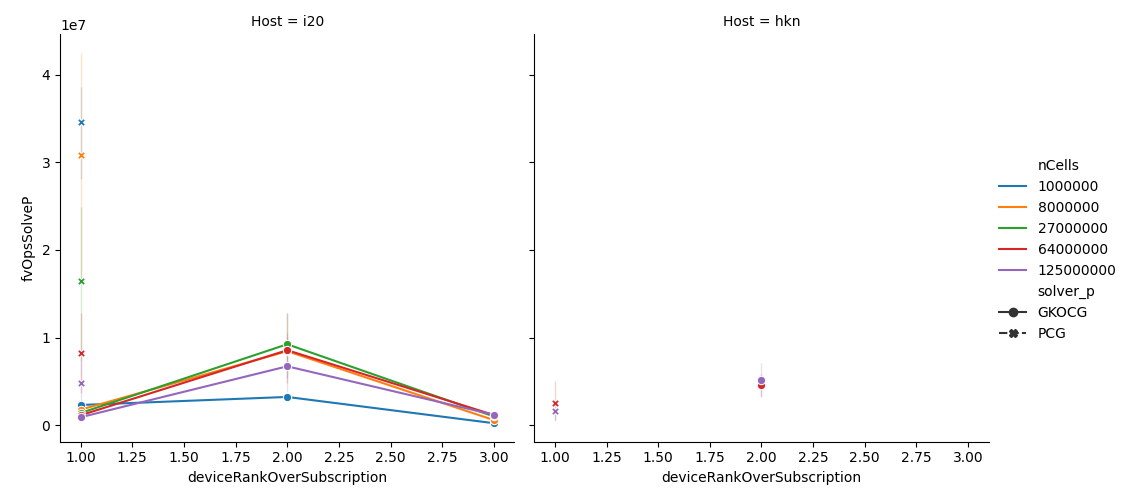 Host = i20
Host = hkn
1e7
4
3
2
1
0
fvOpsSolveP
1.00 1.25 1.50 1.75 2.00 2.25 2.50 2.75 3.00
1.00 1.25 1.50 1.75 2.00 2.25 2.50 2.75 3.00
deviceRankOverSubscription
deviceRankOverSubscription
nCells
1000000
8000000
27000000
64000000
125000000
solver_p
GKOCG
PCG